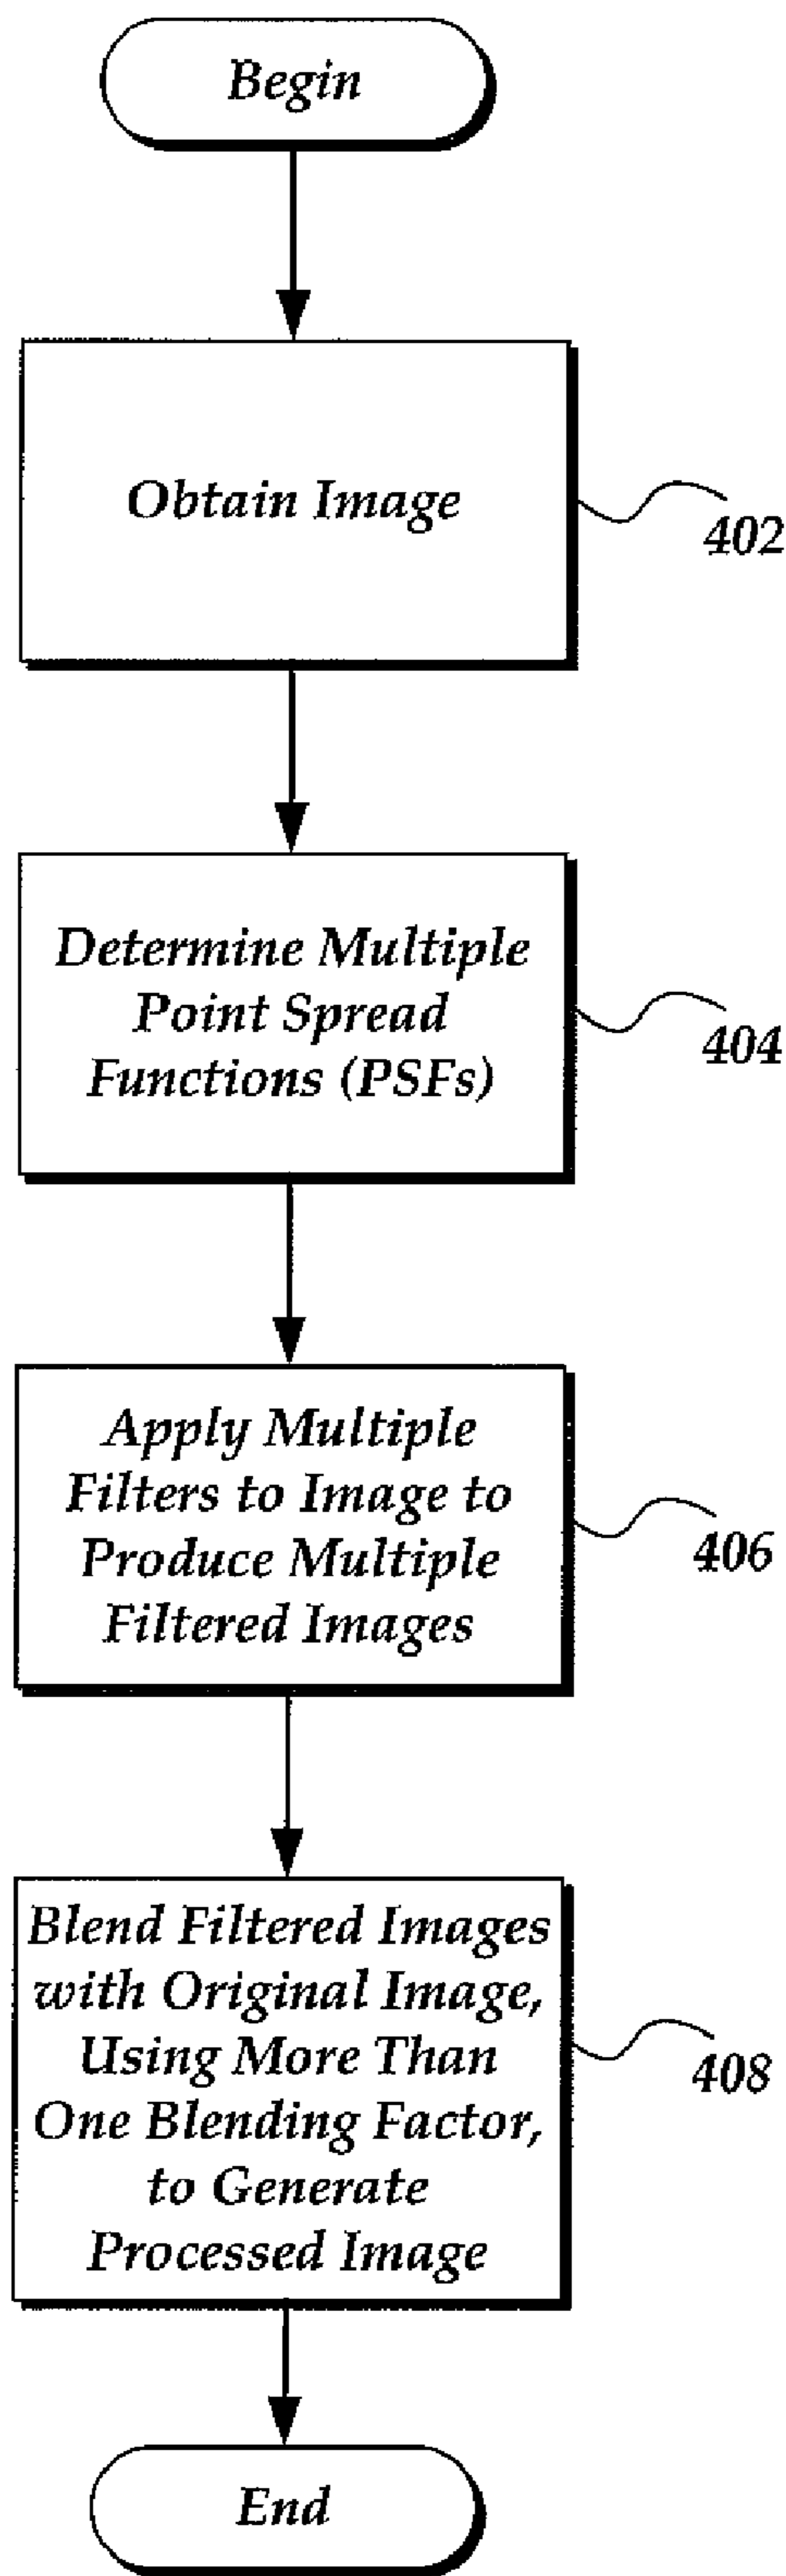 Begin
Obtain Image
402
Determine Multiple
Point Spread
Functions (PSFs)
404
Apply Multiple
Filters to Image to
Produce Multiple
Filtered Images
406
Blend Filtered Images
with Original Image,
Using More Than
One Blending Factor,
to Generate
Processed Image
408
End